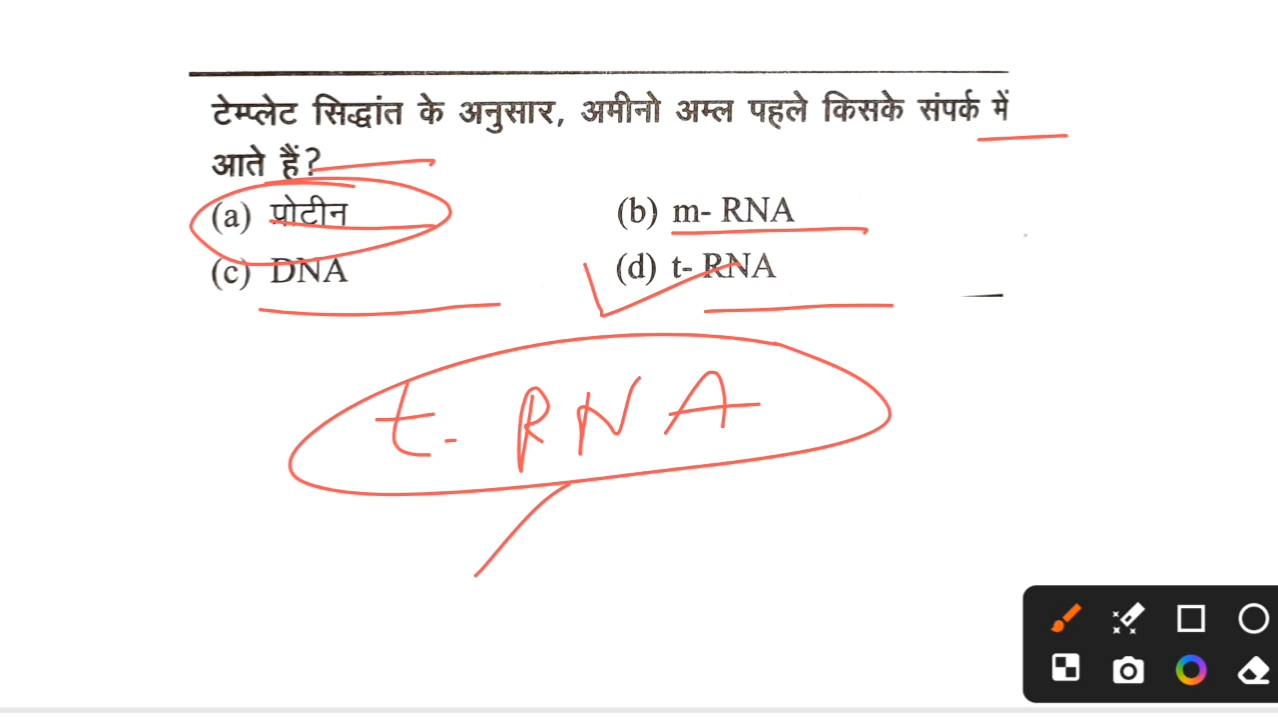 टेम्प्लेट सिद्धांत के अनुसार, अमीनो अम्ल पहले किसके संपर्क में
आते हैं?
(a) प्रोटीन (b) m- RNA
(c) DNA (d) t- RNA
t- RNA